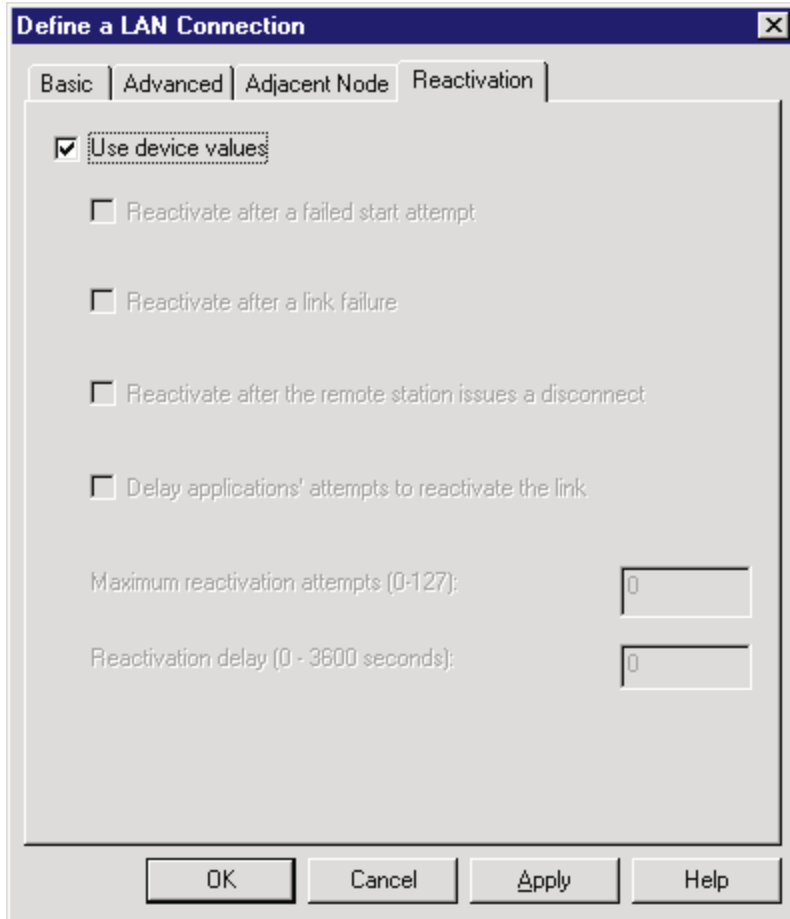 Define a LAN Connection
Basic Advanced Adjacent Node Reactivation
Use device values
Reactivate after a failed start attempt
Reactivate after a link failure
Reactivate after the remote station issues a disconnect
Delay applications' attempts to reactivate the link
Maximum reactivation attempts (0-127): 0
Reactivation delay (0 - 3600 seconds): 0
OK Cancel Apply Help